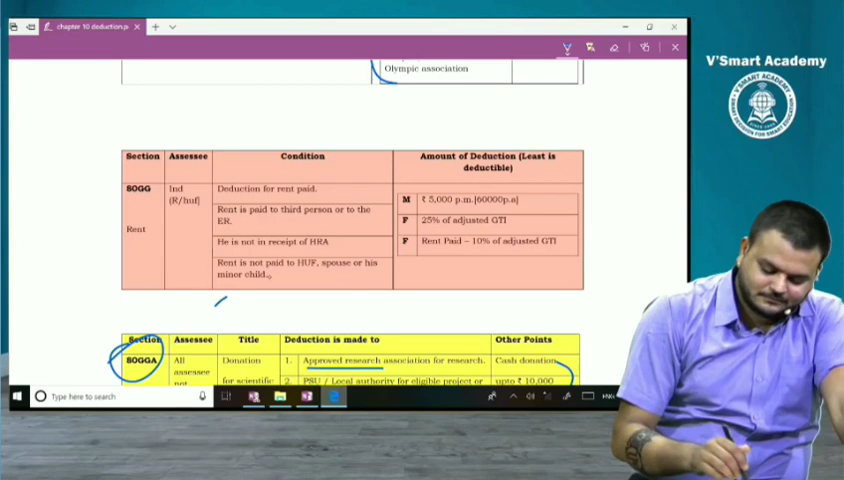 chapter 10 deduction.p
V'Smart Academy
Olympic association
Section Assessee Condition Amount of Deduction (Least is
deductible)
80GG Ind Deduction for rent paid.
(R/huf)
M ₹ 5,000 p.m.[60000p.a]
Rent is paid to third person or to the
ER.
F 25% of adjusted GTI
Rent
He is not in receipt of HRA
F Rent Paid – 10% of adjusted GTI
Rent is not paid to HUF, spouse or his
minor child.
Section Assessee Title Deduction is made to Other Points
80GGA All Donation 1. Approved research association for research. Cash donation
assessee
not for scientific 2. PSU / Local authority for eligible project or upto ₹ 10,000
Type here to search